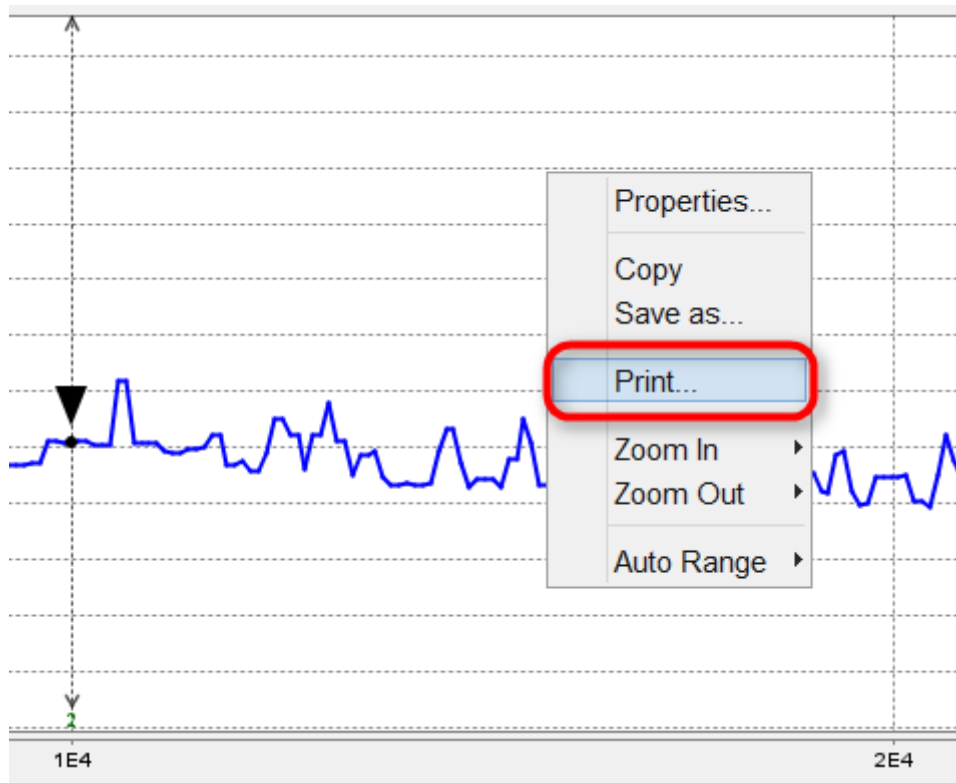 Properties...
Copy
Save as...
Print...
Zoom In
Zoom Out
Auto Range
2
1E4 2E4